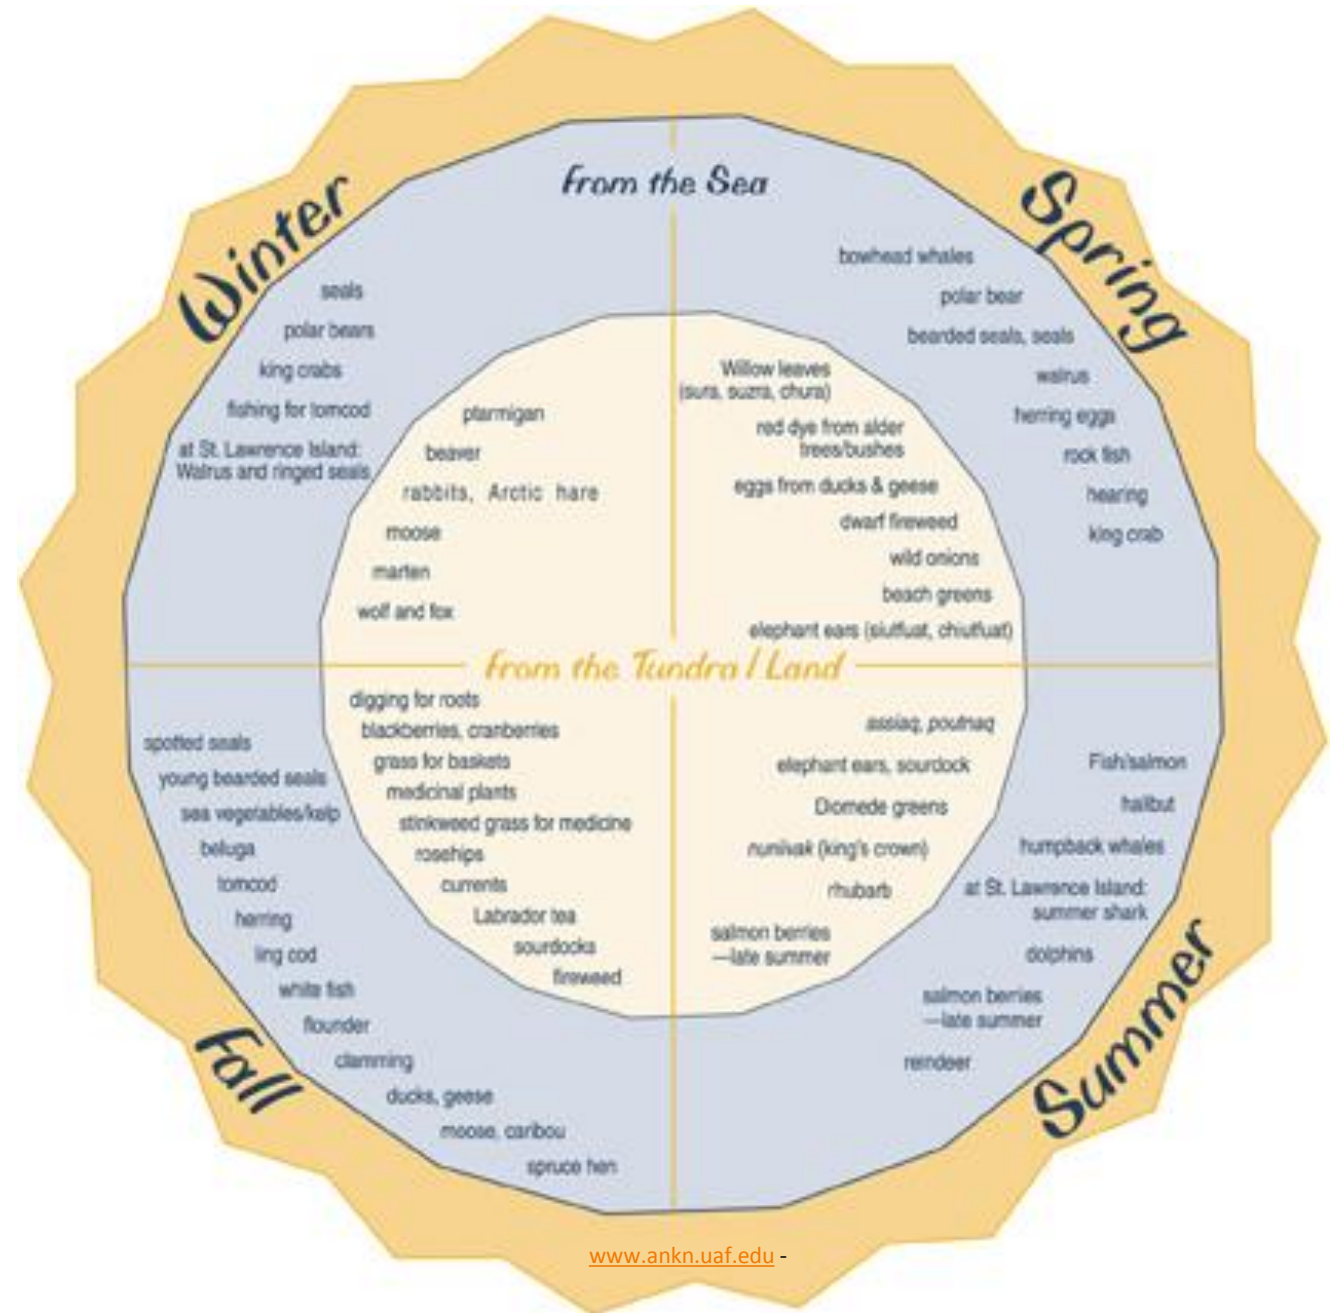 From the Sea
Winter
seals
polar bears
king crabs
fishing for tomcod
at St. Lawrence Island:
Walrus and ringed seals
ptarmigan
beaver
rabbits, Arctic hare
moose
marten
wolf and fox
Spring
bowhead whales
polar bear
bearded seals, seals
walrus
herring eggs
rock fish
hearing
king crab
Willow leaves
(sura, suzra, chura)
red dye from alder
trees/bushes
eggs from ducks & geese
dwarf fireweed
wild onions
beach greens
elephant ears (siutfuat, chiutfuat)
From the Tundra / Land
digging for roots
blackberries, cranberries
grass for baskets
medicinal plants
stinkweed grass for medicine
rosehips
currents
Labrador tea
sourdocks
fireweed
spotted seals
young bearded seals
sea vegetables/kelp
beluga
tomcod
herring
ling cod
white fish
flounder
clamming
ducks, geese
moose, caribou
spruce hen
Fall
assiaq, poutnaq
elephant ears, sourdock
Diomede greens
nuniivak (king's crown)
rhubarb
salmon berries
—late summer
Fish/salmon
halibut
humpback whales
at St. Lawrence Island:
summer shark
dolphins
salmon berries
—late summer
reindeer
Summer
www.ankn.uaf.edu -